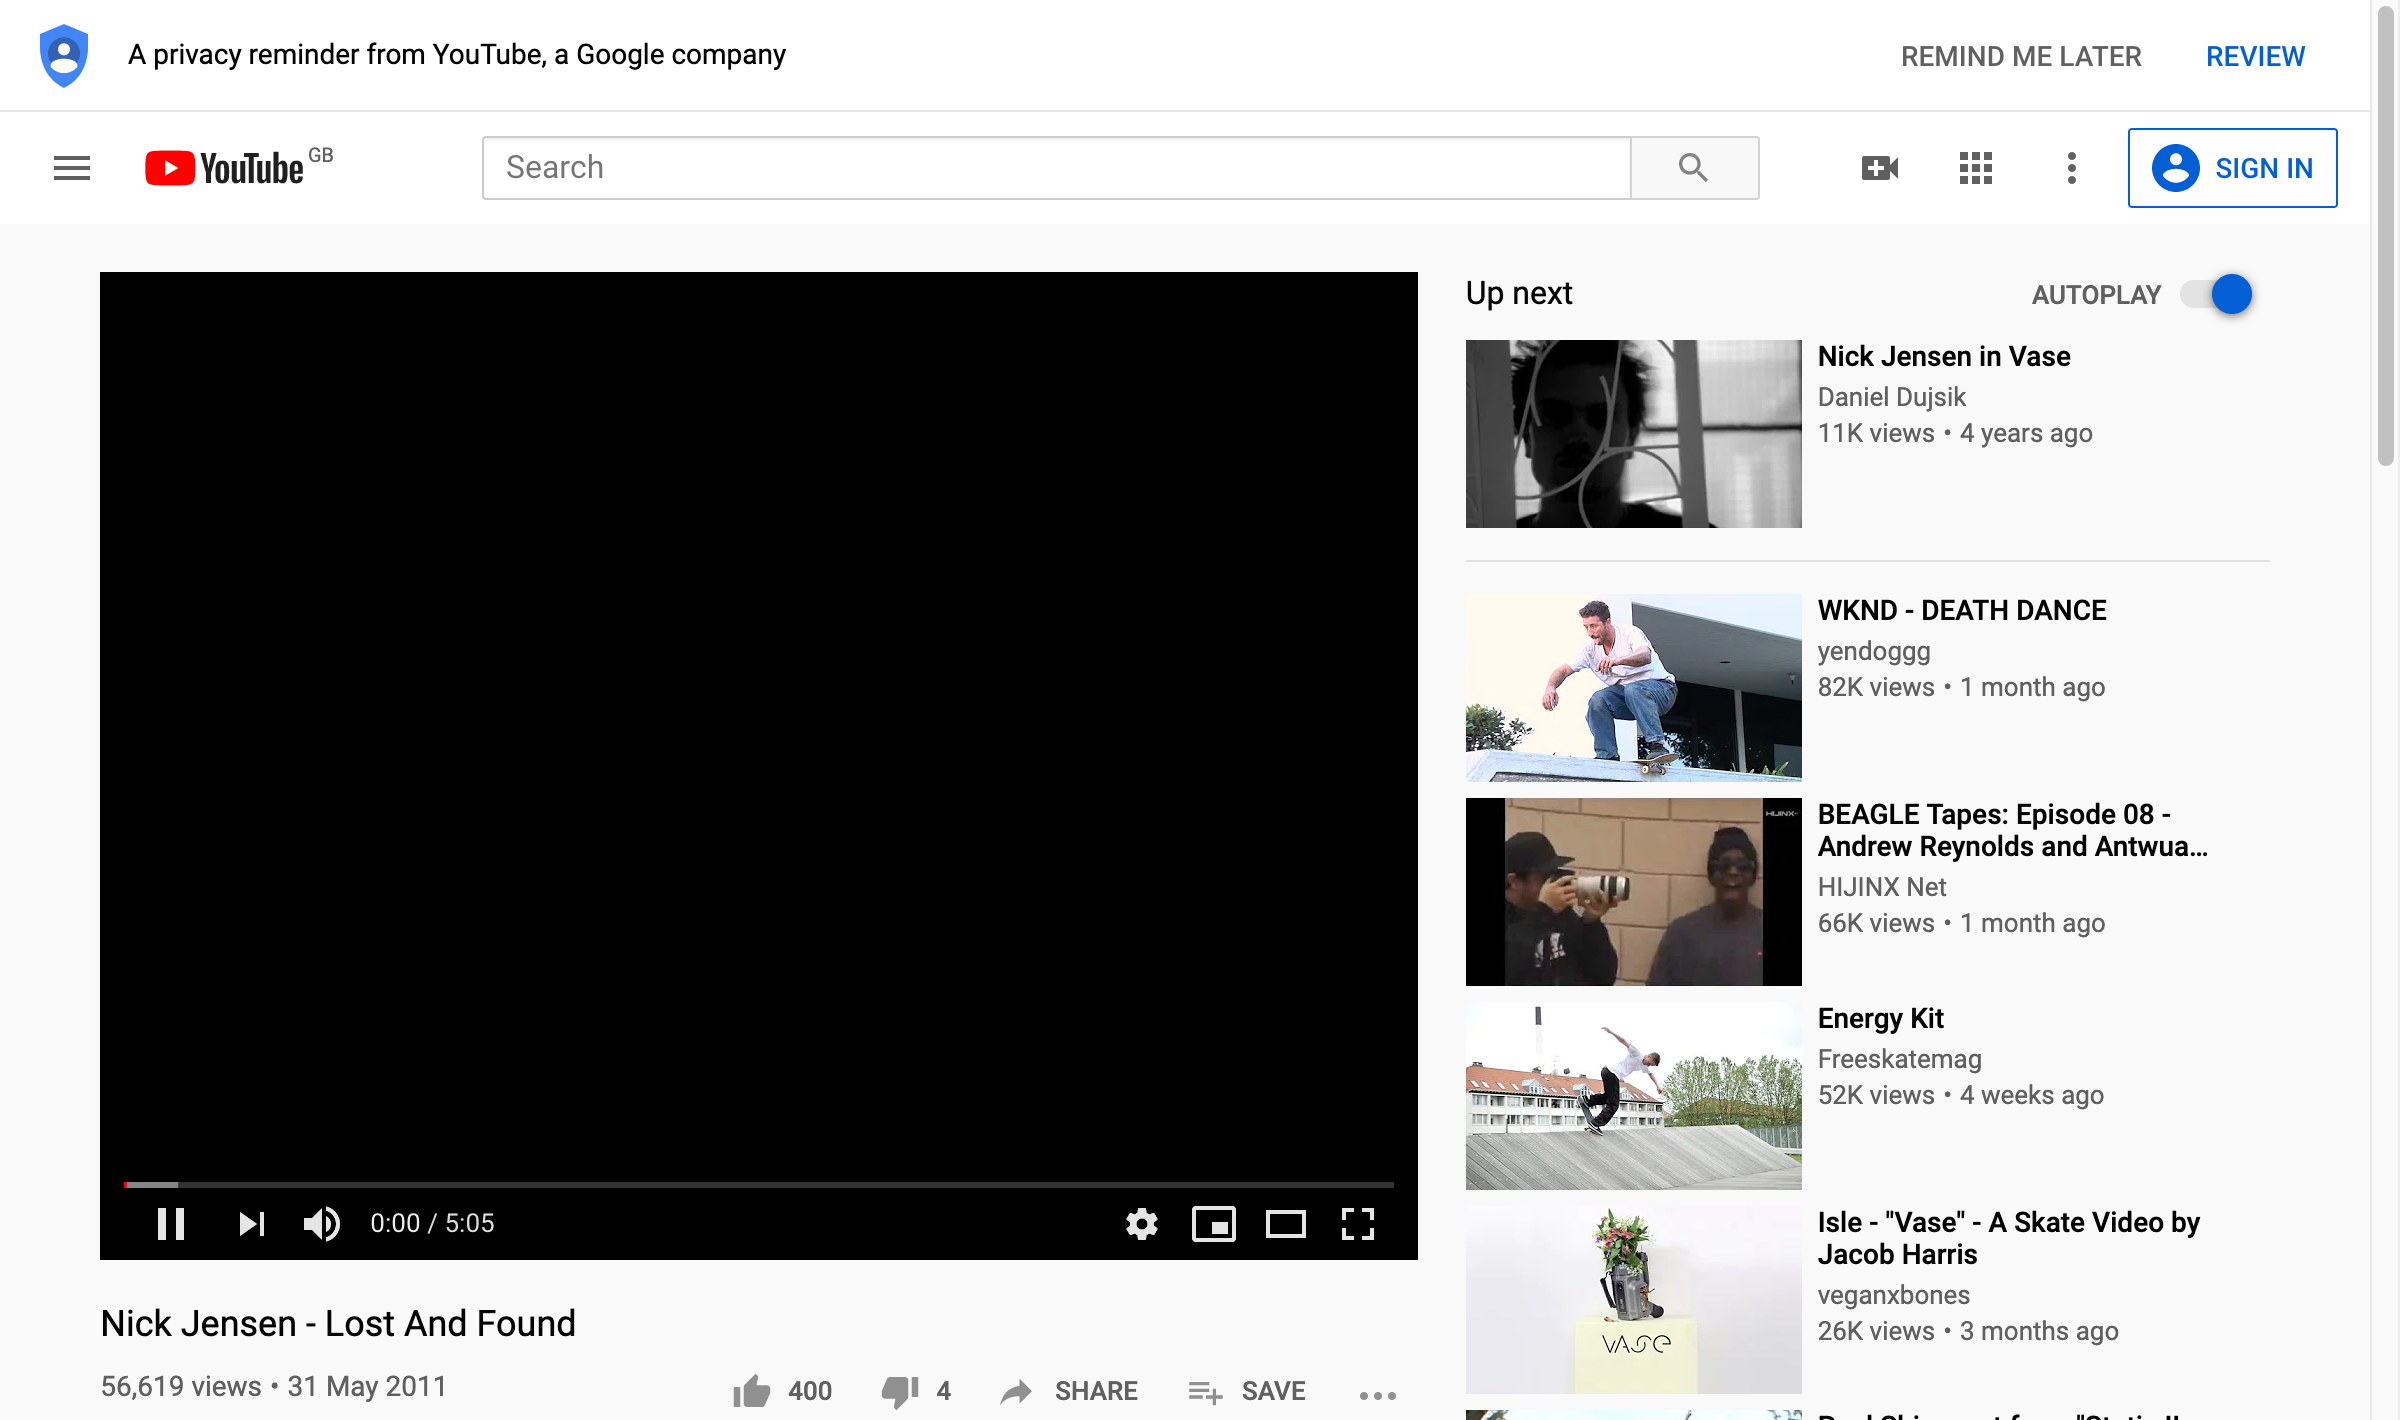 A privacy reminder from YouTube, a Google company
REMIND ME LATER
REVIEW
YouTube GB
Search
SIGN IN
Up next
AUTOPLAY
Nick Jensen in Vase
Daniel Dujsik
11K views • 4 years ago
WKND - DEATH DANCE
yendoggg
82K views • 1 month ago
HIJINX
BEAGLE Tapes: Episode 08 -
Andrew Reynolds and Antwua...
HIJINX Net
66K views • 1 month ago
Energy Kit
Freeskatemag
52K views • 4 weeks ago
VASE
Isle - "Vase" - A Skate Video by
Jacob Harris
veganxbones
26K views • 3 months ago
0:00 / 5:05
Nick Jensen - Lost And Found
56,619 views • 31 May 2011
400
4
SHARE
SAVE